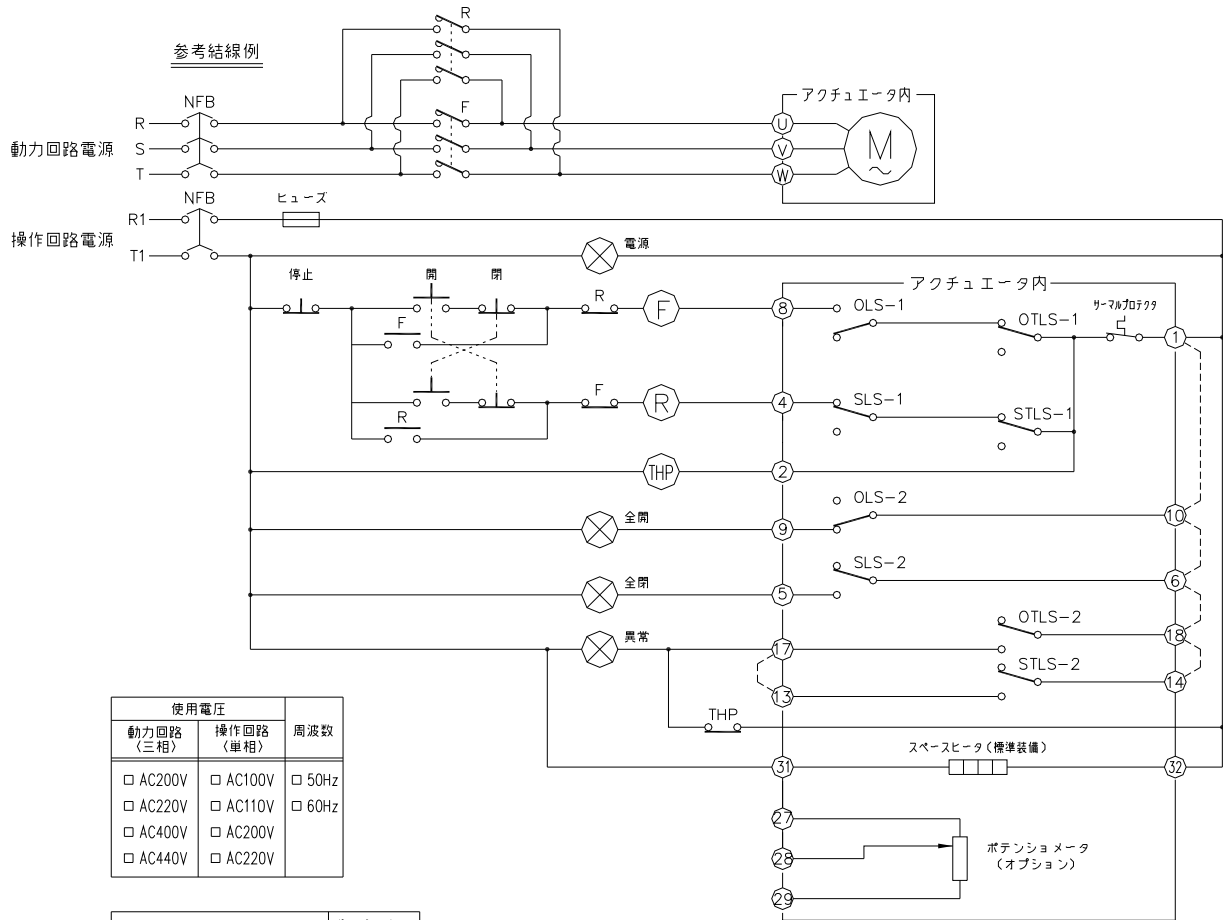 参考結線例
R
NFB
F
アクチュエータ内
R
U
動力回路電源
S
V
M
T
W
NFB
ヒューズ
R1
操作回路電源
T1
電源
停止
開
閉
アクチュエータ内
R
F
8
OLS-1
サーマルプロテクタ
F
OTLS-1
1
F
R
4
SLS-1
STLS-1
R
THP
2
全開
9
OLS-2
10
全閉
5
SLS-2
6
異常
17
OTLS-2
18
STLS-2
13
14
THP
スペースヒータ(標準装備)
31
32
27
28
ポテンショメータ
(オプション)
29
使用電圧
周波数
動力回路
(三相)
操作回路
(単相)
□ AC200V □ AC100V □ 50Hz
□ AC220V □ AC110V □ 60Hz
□ AC400V □ AC200V
□ AC440V □ AC220V